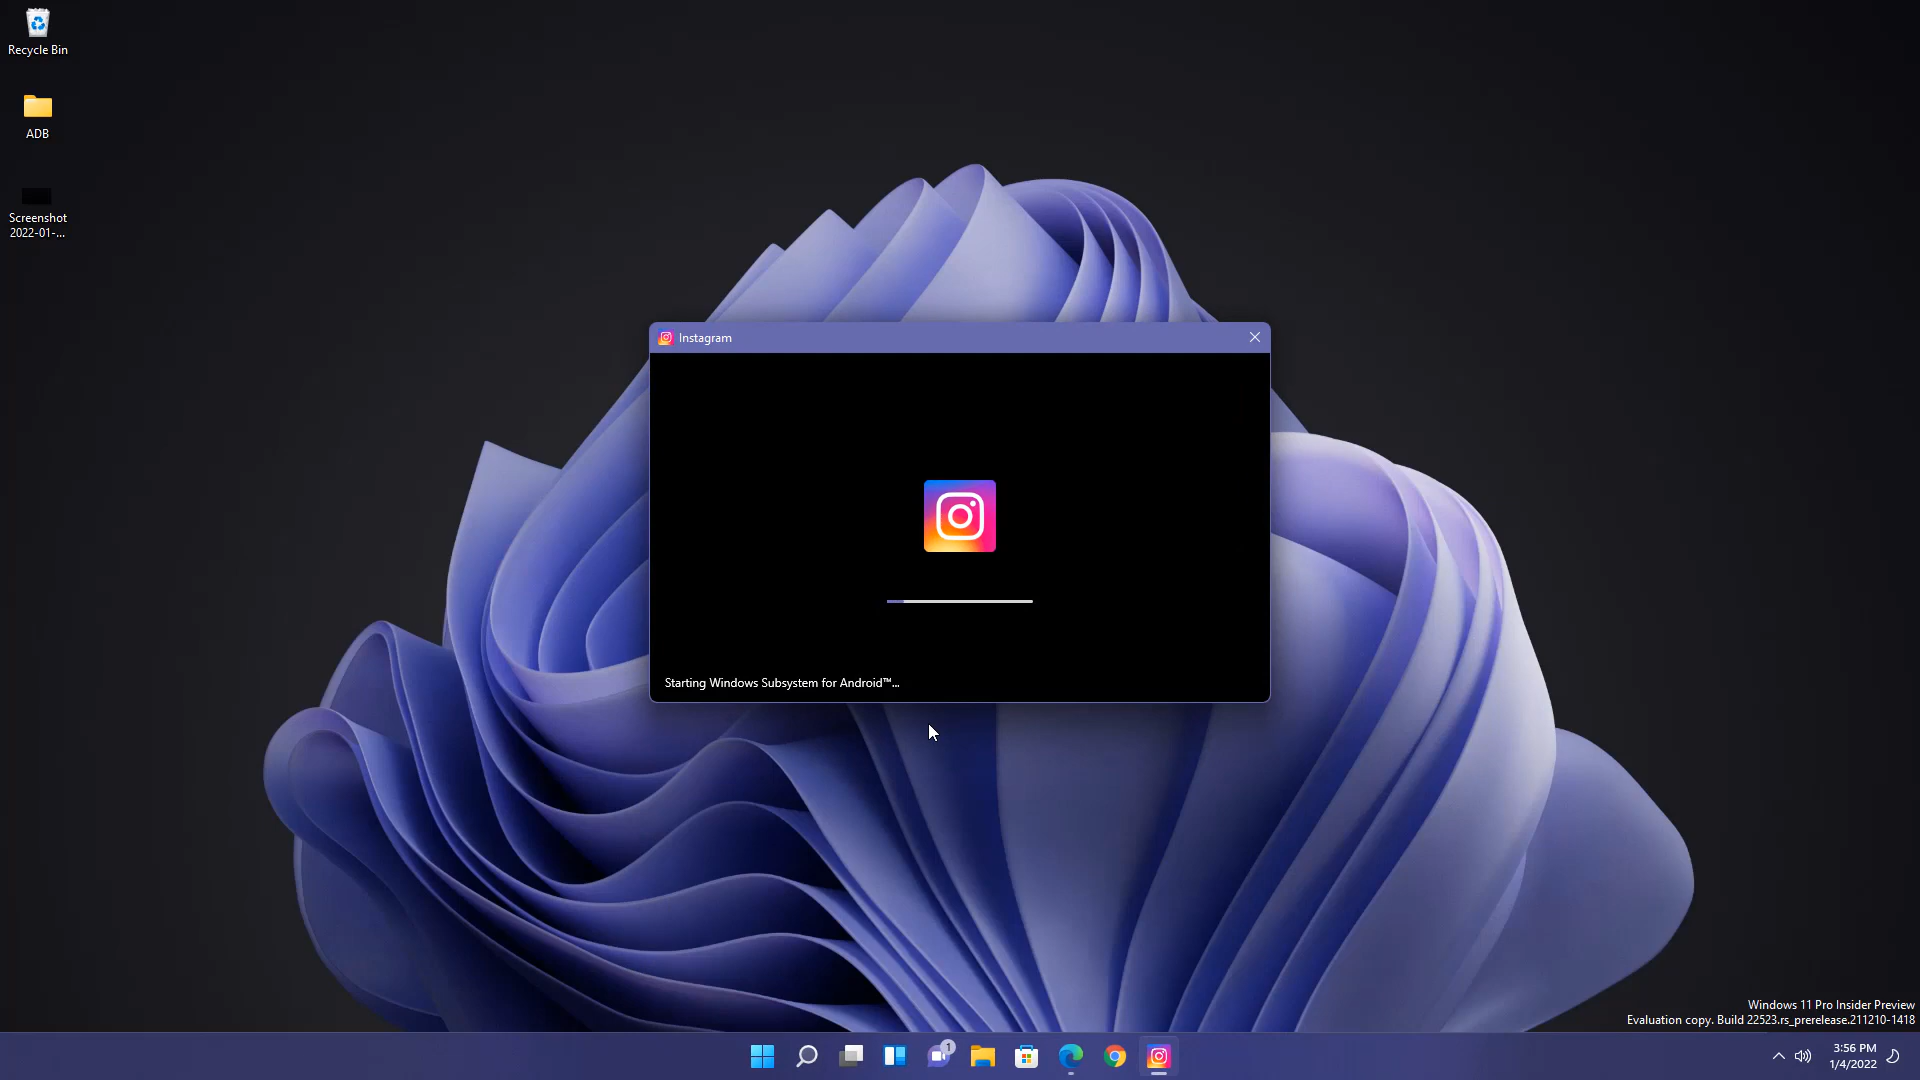 Recycle Bin
ADB
Screenshot
2022-01-...
Instagram
Starting Windows Subsystem for Android™...
Windows 11 Pro Insider Preview
Evaluation copy. Build 22523.rs_prerelease.211210-1418
1
3:56 PM
1/4/2022